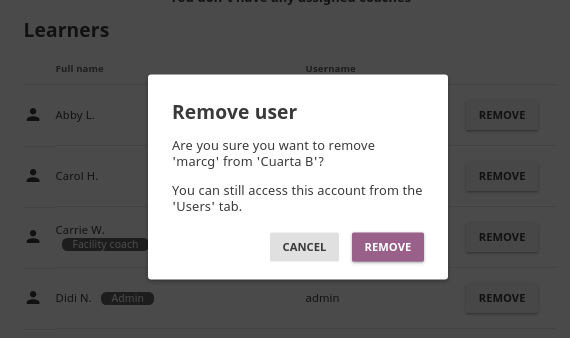 You don't have any assigned coaches
Learners
Full name Username
Abby L. REMOVE
Carol H. REMOVE
Carrie W. REMOVE
Facility coach
Didi N. Admin admin REMOVE
Remove user
Are you sure you want to remove
'marcg' from 'Cuarta B'?
You can still access this account from the
'Users' tab.
CANCEL REMOVE